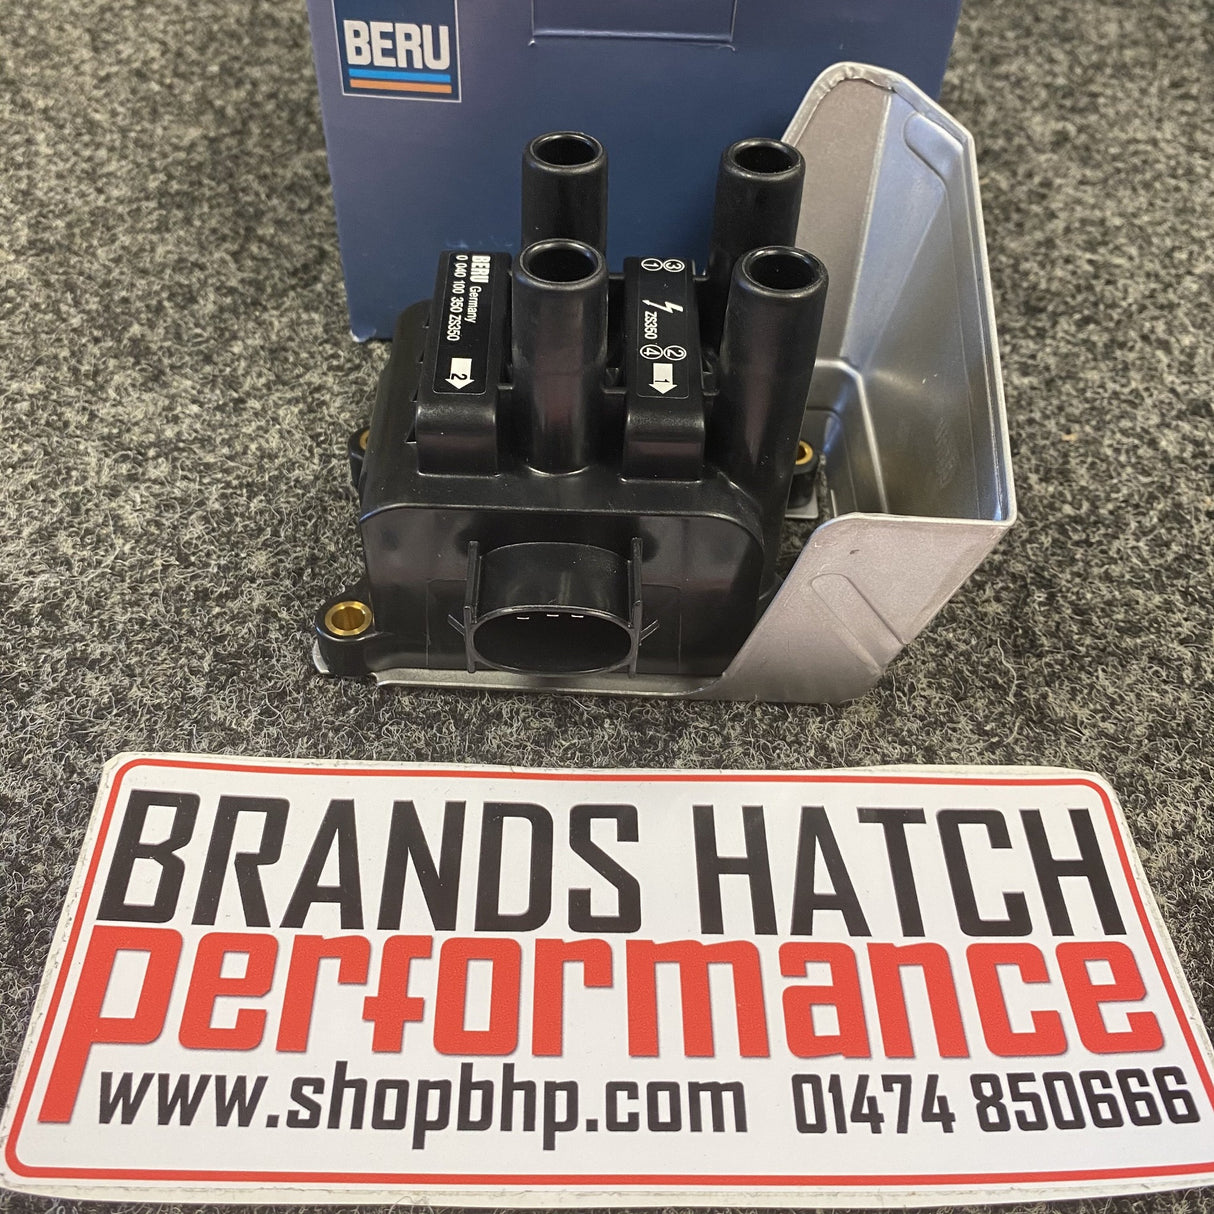 BERU
BERU Germany
0 040 100 350 ZS350
2
③ ②
① ZS350 ④
1
BRANDS HATCH
performance
www.shopbhp.com 01474 850666